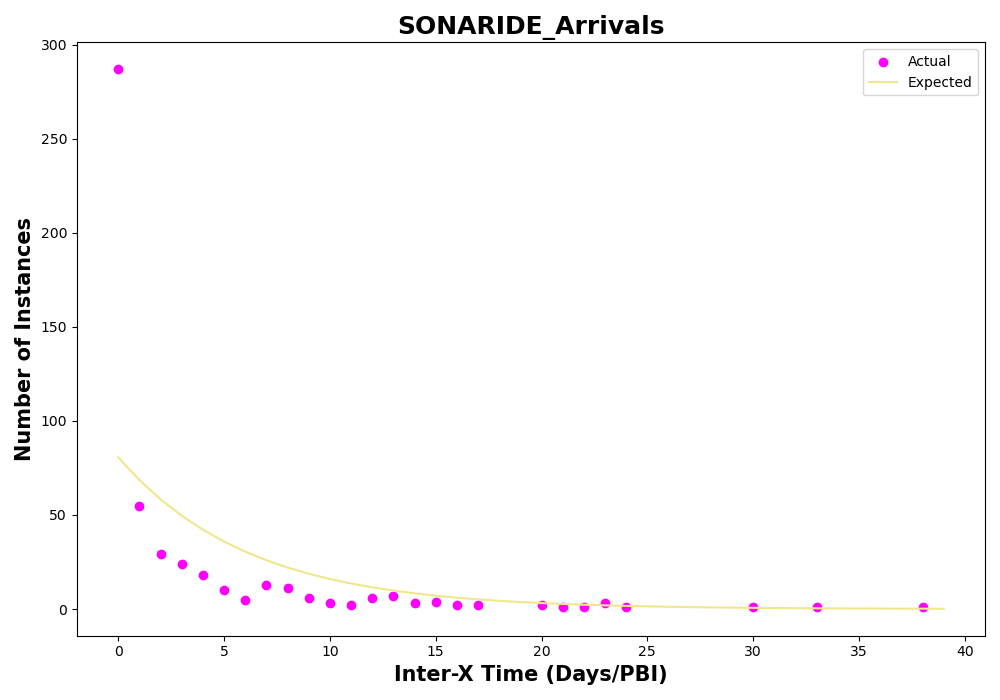 SONARIDE_Arrivals
300
250
200
150
100
50
0
Number of Instances
Actual
Expected
0 5 10 15 20 25 30 35 40
Inter-X Time (Days/PBI)